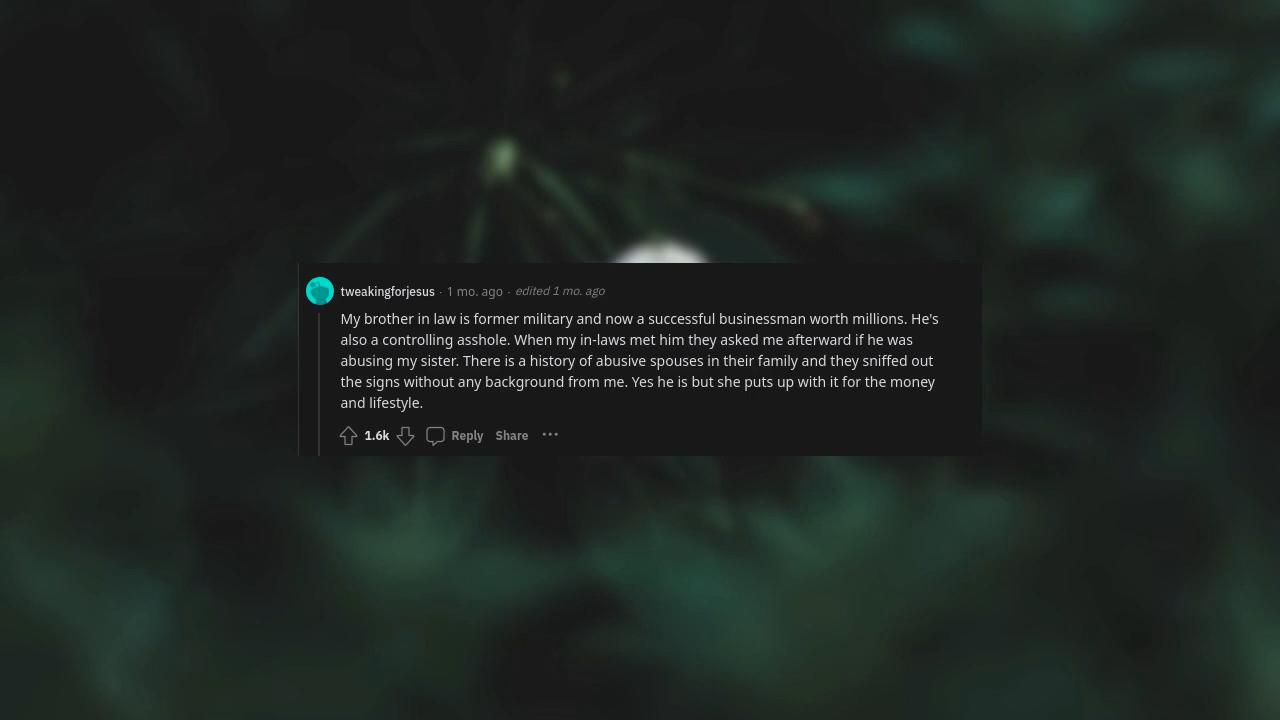 tweakingforjesus · 1 mo. ago · edited 1 mo. ago
My brother in law is former military and now a successful businessman worth millions. He's
also a controlling asshole. When my in-laws met him they asked me afterward if he was
abusing my sister. There is a history of abusive spouses in their family and they sniffed out
the signs without any background from me. Yes he is but she puts up with it for the money
and lifestyle.
1.6k Reply Share ···